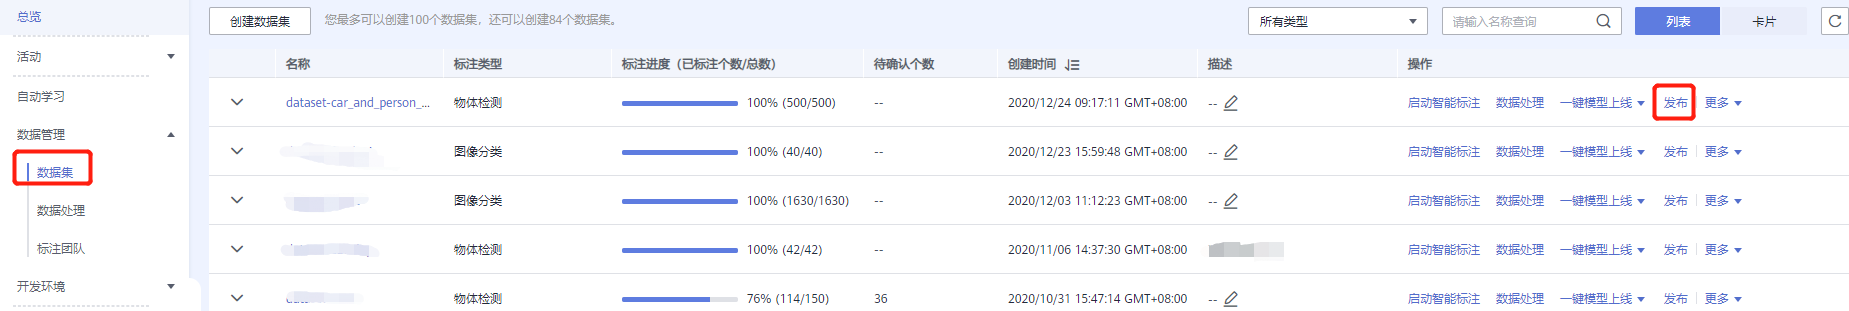 总览
活动
自动学习
数据管理
数据集
数据处理
标注团队
开发环境
创建数据集 您最多可以创建100个数据集，还可以创建84个数据集。 所有类型 请输入名称查询 列表 卡片
名称 标注类型 标注进度（已标注个数/总数） 待确认个数 创建时间 描述 操作
dataset-car_and_person_... 物体检测 100% (500/500) -- 2020/12/24 09:17:11 GMT+08:00 -- 启动智能标注 数据处理 一键模型上线 发布 更多
图像分类 100% (40/40) -- 2020/12/23 15:59:48 GMT+08:00 -- 启动智能标注 数据处理 一键模型上线 发布 更多
图像分类 100% (1630/1630) -- 2020/12/03 11:12:23 GMT+08:00 -- 启动智能标注 数据处理 一键模型上线 发布 更多
物体检测 100% (42/42) -- 2020/11/06 14:37:30 GMT+08:00 启动智能标注 数据处理 一键模型上线 发布 更多
物体检测 76% (114/150) 36 2020/10/31 15:47:14 GMT+08:00 -- 启动智能标注 数据处理 一键模型上线 发布 更多